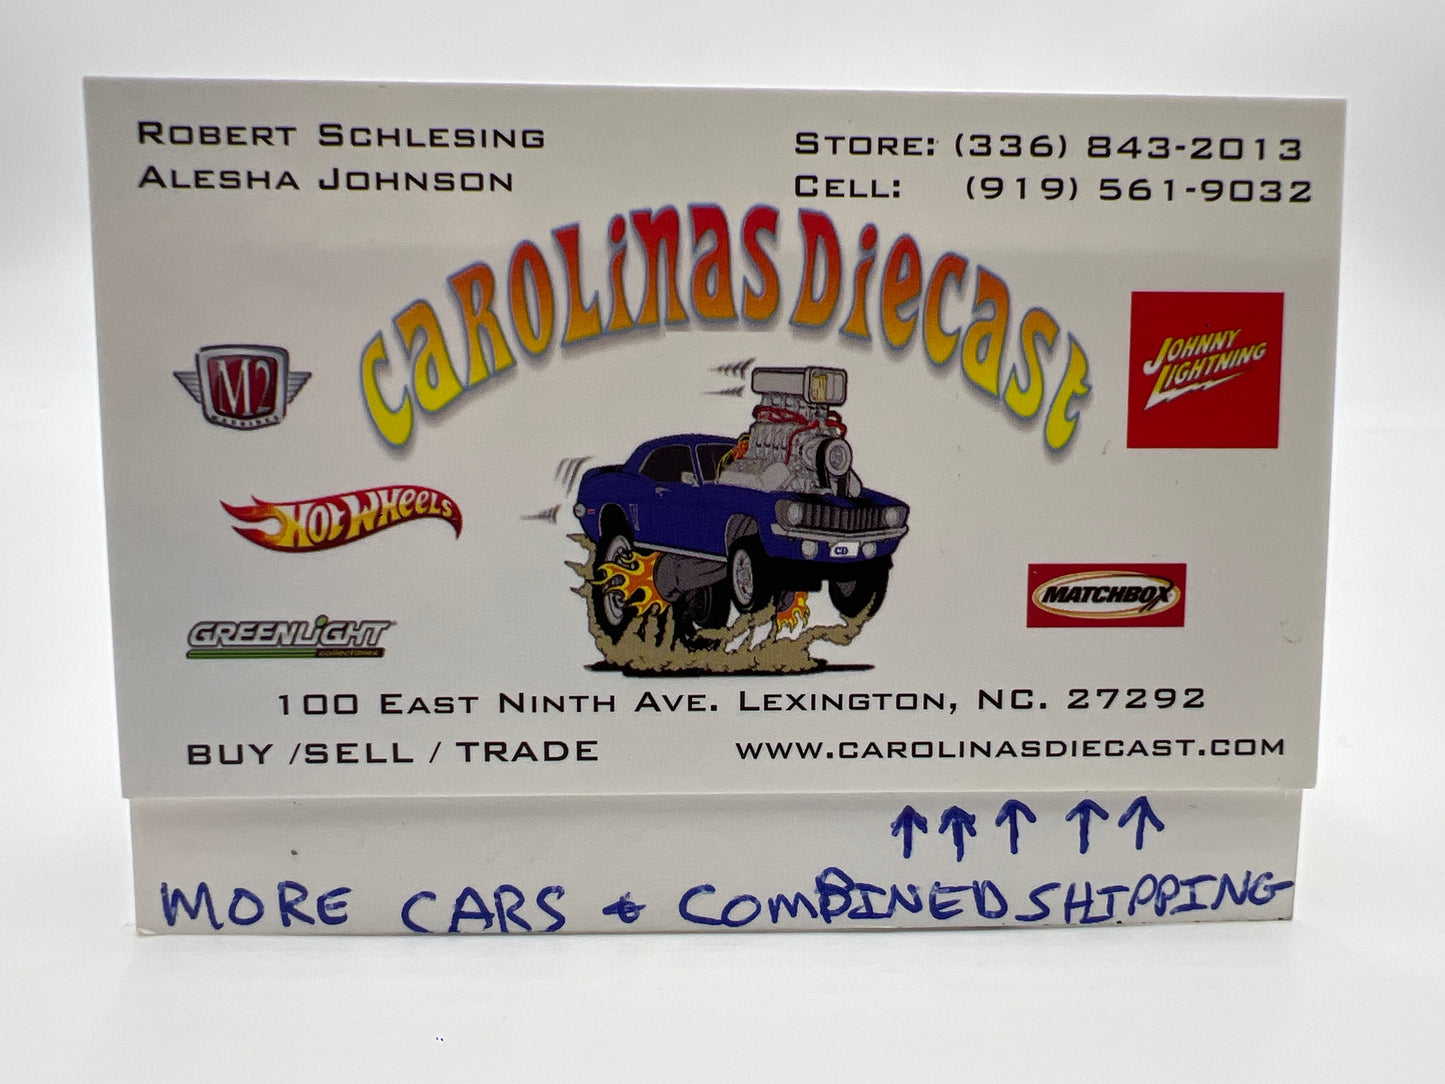 ROBERT SCHLESING
ALESHA JOHNSON
STORE: (336) 843-2013
CELL: (919) 561-9032
CAROLINAS DIECAST
M2
MACHINES
JOHNNY
LIGHTNING
HOT WHEELS
MATCHBOX
GREENLIGHT
collectibles
100 EAST NINTH AVE. LEXINGTON, NC. 27292
BUY /SELL / TRADE
WWW.CAROLINASDIECAST.COM
↑ ↑ ↑ ↑ ↑
MORE CARS & COMBINED SHIPPING